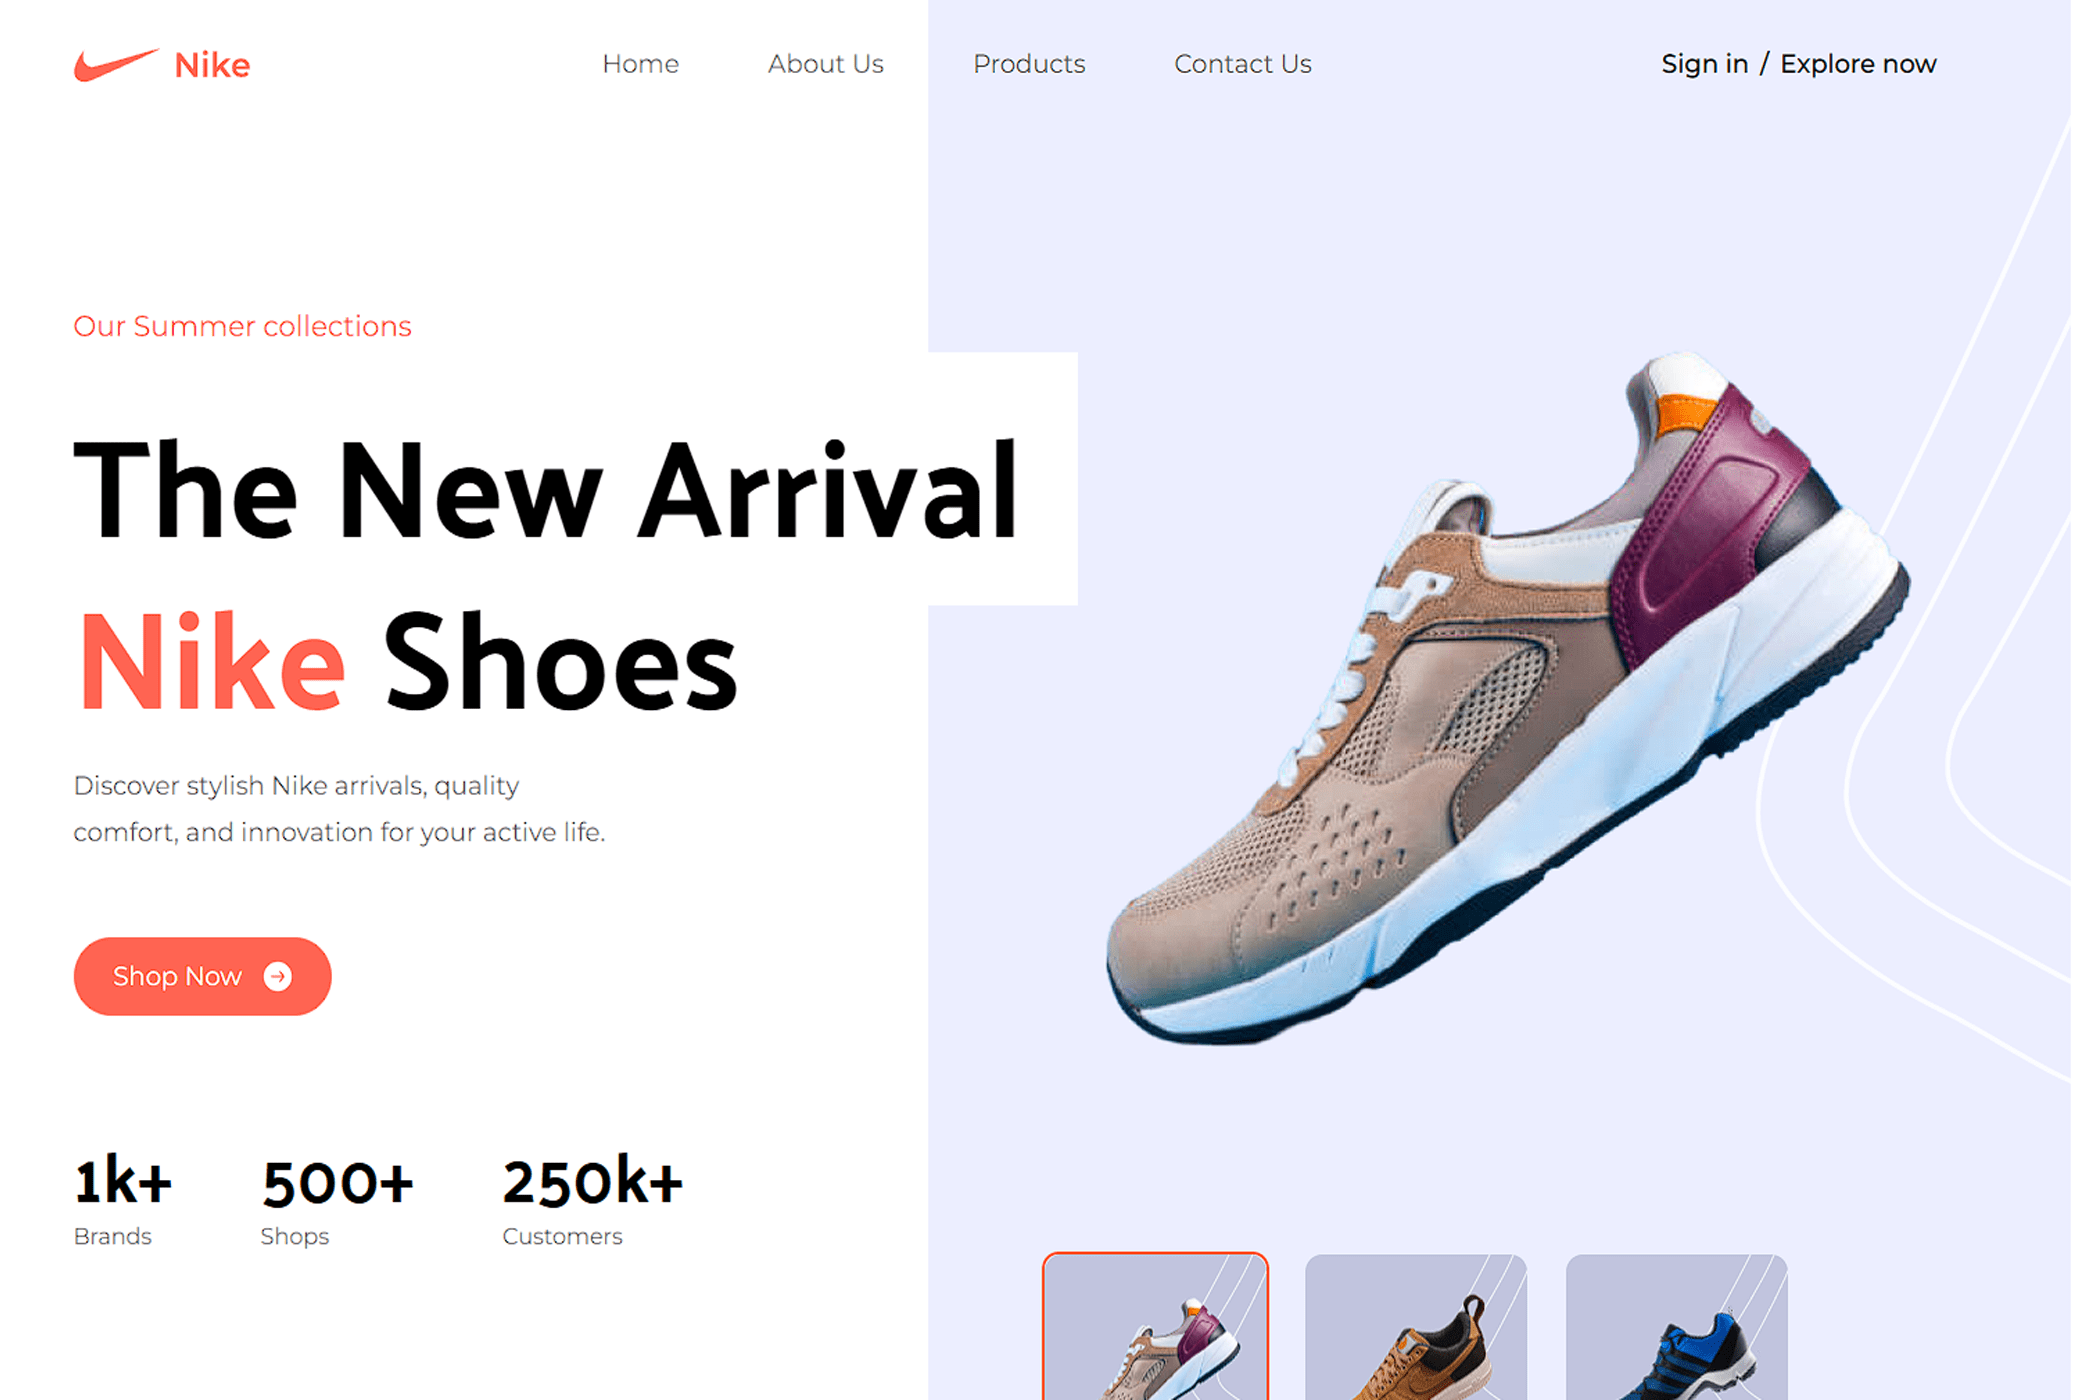 Nike
Home
About Us
Products
Contact Us
Sign in / Explore now
Our Summer collections
The New Arrival
Nike Shoes
Discover stylish Nike arrivals, quality
comfort, and innovation for your active life.
Shop Now
1k+
Brands
500+
Shops
250k+
Customers